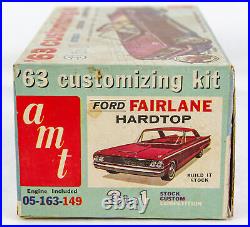 '63 customizing kit
amt
FORD FAIRLANE
HARDTOP
BUILD IT
STOCK
Engine Included
05-163-149
3 in 1
STOCK
CUSTOM
COMPETITION